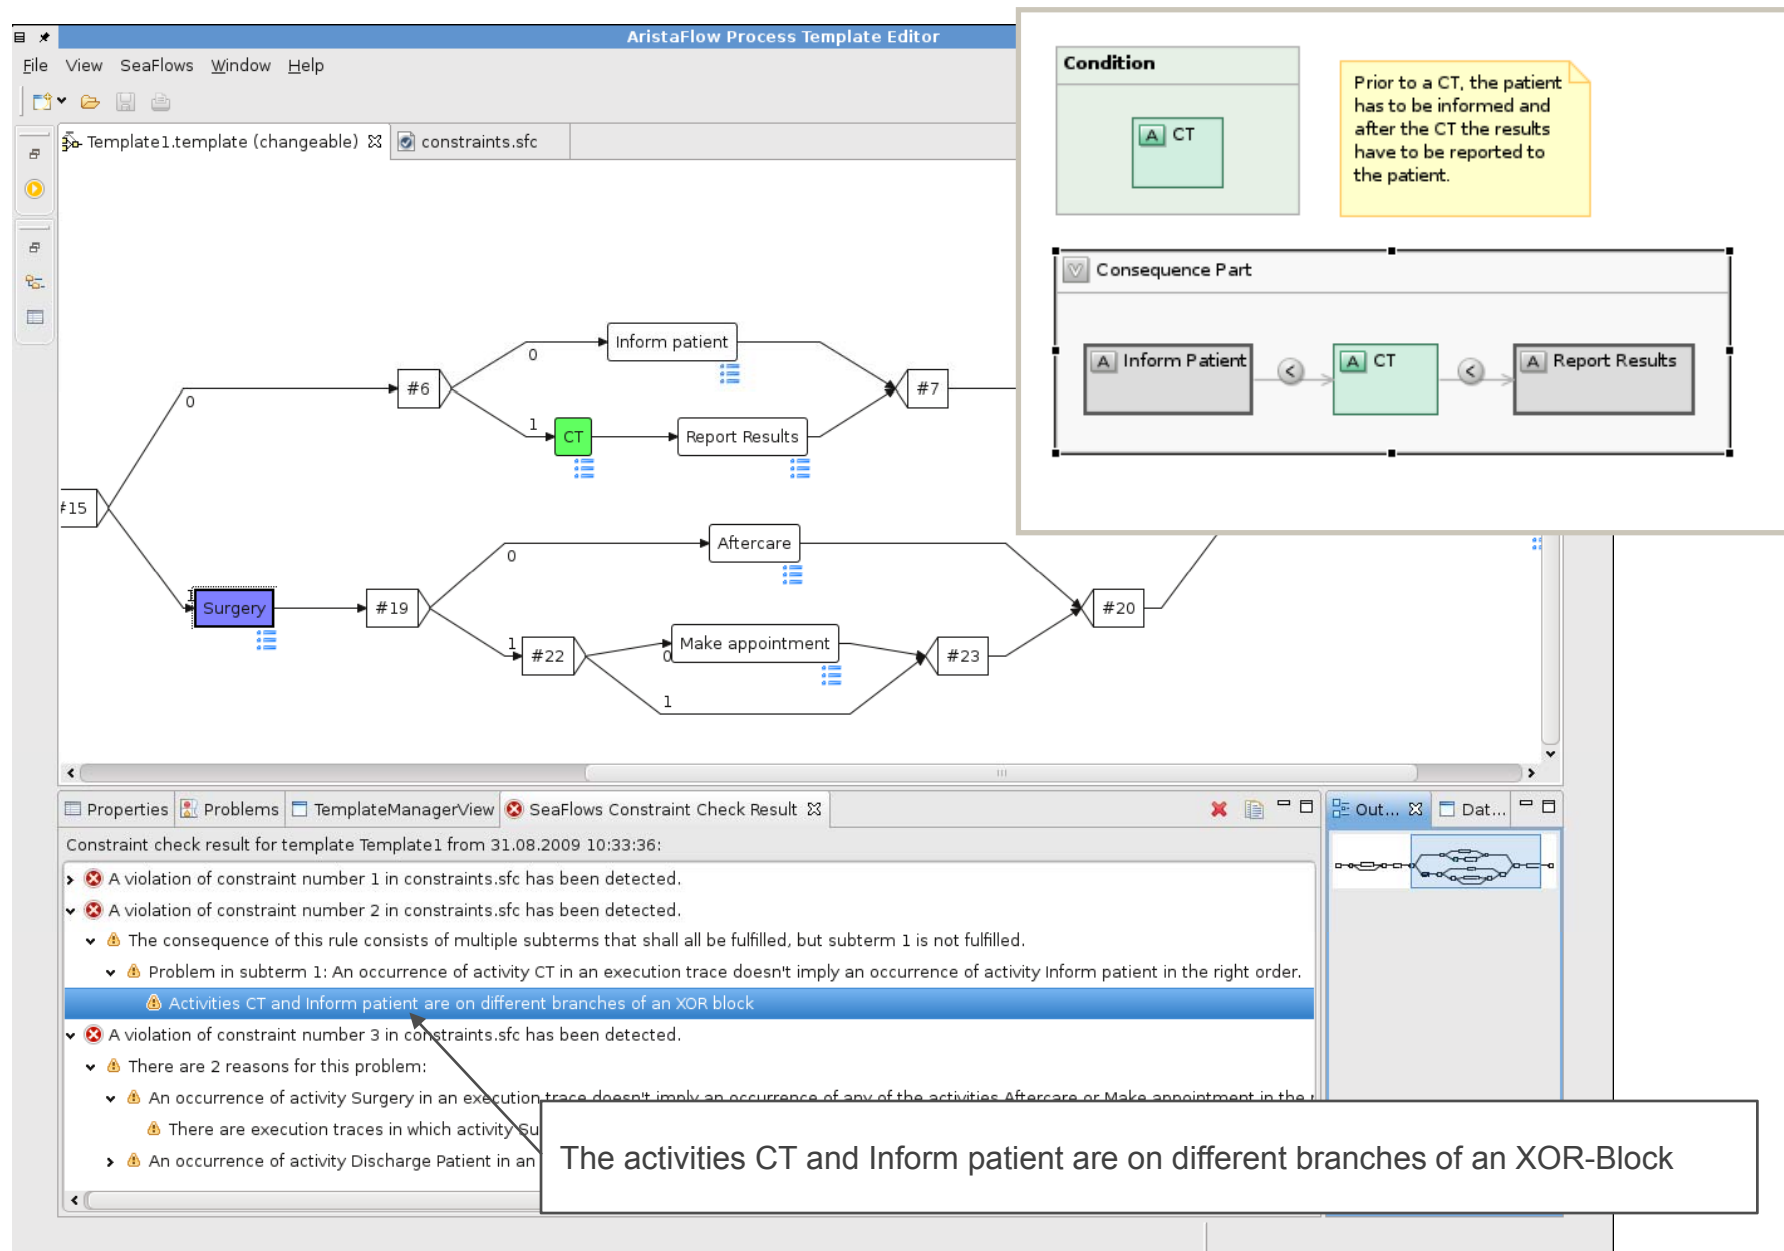 AristaFlow Process Template Editor
File View SeaFlows Window Help
Template1.template (changeable)
constraints.sfc
Condition
A CT
Prior to a CT, the patient
has to be informed and
after the CT the results
have to be reported to
the patient.
Consequence Part
A Inform Patient
<
A CT
<
A Report Results
#15
0
#6
0
Inform patient
#7
1
CT
Report Results
1
Surgery
#19
0
Aftercare
#20
1
#22
0
Make appointment
#23
1
Properties
Problems
TemplateManagerView
SeaFlows Constraint Check Result
Out...
Dat...
Constraint check result for template Template1 from 31.08.2009 10:33:36:
A violation of constraint number 1 in constraints.sfc has been detected.
A violation of constraint number 2 in constraints.sfc has been detected.
The consequence of this rule consists of multiple subterms that shall all be fulfilled, but subterm 1 is not fulfilled.
Problem in subterm 1: An occurrence of activity CT in an execution trace doesn't imply an occurrence of activity Inform patient in the right order.
Activities CT and Inform patient are on different branches of an XOR block
A violation of constraint number 3 in constraints.sfc has been detected.
There are 2 reasons for this problem:
An occurrence of activity Surgery in an execution trace doesn't imply an occurrence of any of the activities Aftercare or Make appointment in the
There are execution traces in which activity Su
An occurrence of activity Discharge Patient in an
The activities CT and Inform patient are on different branches of an XOR-Block